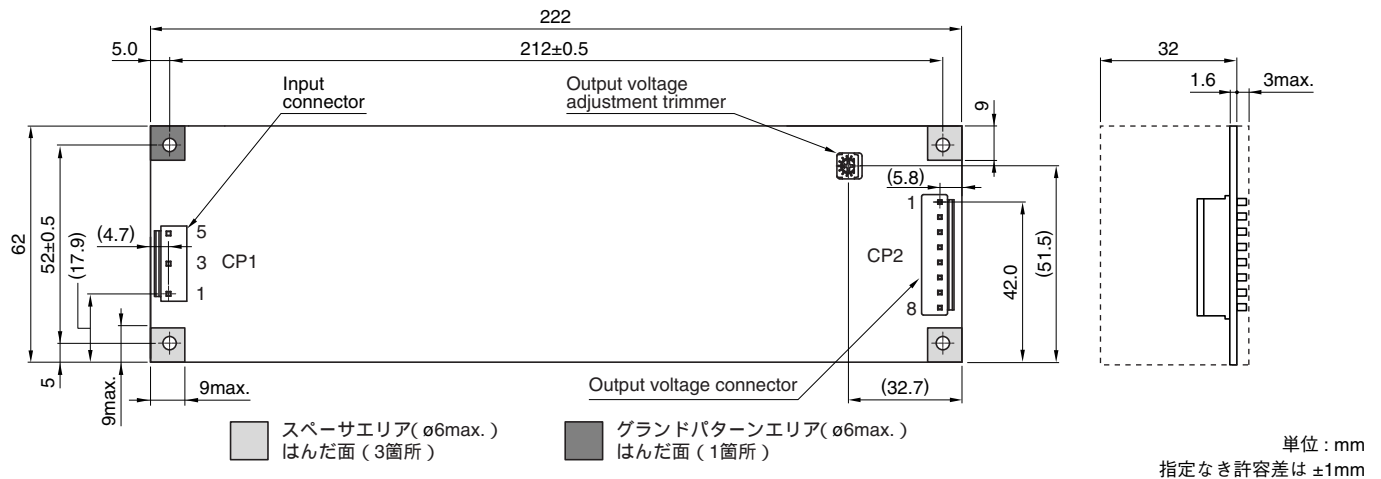 222
5.0
212±0.5
32
1.6
3max.
Input
connector
Output voltage
adjustment trimmer
9
(5.8)
62
52±0.5
(17.9)
(4.7)
5
3
CP1
1
1
CP2
8
42.0
(51.5)
5
9max.
9max.
Output voltage connector
(32.7)
スペーサエリア( ø6max. )
はんだ面 ( 3箇所 )
グランドパターンエリア( ø6max. )
はんだ面 ( 1箇所 )
単位 : mm
指定なき許容差は ±1mm